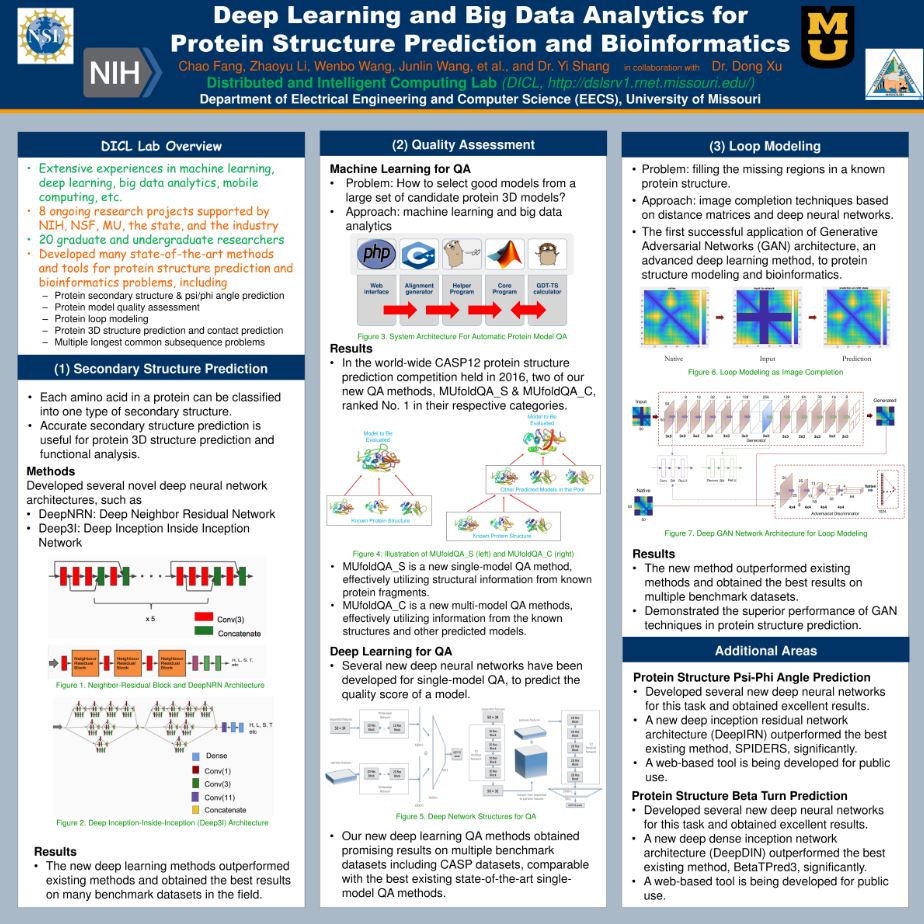 Deep Learning and Big Data Analytics for
Protein Structure Prediction and Bioinformatics
Chao Fang, Zhaoyu Li, Wenbo Wang, Junlin Wang, et al., and Dr. Yi Shang in collaboration with Dr. Dong Xu
Distributed and Intelligent Computing Lab (DICL, http://dslsrv1.rnet.missouri.edu/)
Department of Electrical Engineering and Computer Science (EECS), University of Missouri
NSF
NIH
MU
DICL Lab Overview
• Extensive experiences in machine learning,
deep learning, big data analytics, mobile
computing, etc.
• 8 ongoing research projects supported by
NIH, NSF, MU, the state, and the industry
• 20 graduate and undergraduate researchers
• Developed many state-of-the-art methods
and tools for protein structure prediction and
bioinformatics problems, including
– Protein secondary structure & psi/phi angle prediction
– Protein model quality assessment
– Protein loop modeling
– Protein 3D structure prediction and contact prediction
– Multiple longest common subsequence problems
(1) Secondary Structure Prediction
• Each amino acid in a protein can be classified
into one type of secondary structure.
• Accurate secondary structure prediction is
useful for protein 3D structure prediction and
functional analysis.
Methods
Developed several novel deep neural network
architectures, such as
• DeepNRN: Deep Neighbor Residual Network
• Deep3I: Deep Inception Inside Inception
Network
x 5
Conv(3)
Concatenate
Neighbour Residual Block
Neighbour Residual Block
Neighbour Residual Block
H, L, S, T, etc
Figure 1. Neighbor-Residual Block and DeepNRN Architecture
H, L, S, T
etc
Dense
Conv(1)
Conv(3)
Conv(11)
Concatenate
Figure 2. Deep Inception-Inside-Inception (Deep3I) Architecture
Results
• The new deep learning methods outperformed
existing methods and obtained the best results
on many benchmark datasets in the field.
(2) Quality Assessment
Machine Learning for QA
• Problem: How to select good models from a
large set of candidate protein 3D models?
• Approach: machine learning and big data
analytics
php
Web interface
Alignment generator
Helper Program
Core Program
GDT-TS calculator
Figure 3. System Architecture For Automatic Protein Model QA
Results
• In the world-wide CASP12 protein structure
prediction competition held in 2016, two of our
new QA methods, MUfoldQA_S & MUfoldQA_C,
ranked No. 1 in their respective categories.
Model to Be
Evaluated
Known Protein Structure
Model to Be
Evaluated
Other Predicted Models in the Pool
Known Protein Structure
Figure 4. Illustration of MUfoldQA_S (left) and MUfoldQA_C (right)
• MUfoldQA_S is a new single-model QA method,
effectively utilizing structural information from known
protein fragments.
• MUfoldQA_C is a new multi-model QA methods,
effectively utilizing information from the known
structures and other predicted models.
Deep Learning for QA
• Several new deep neural networks have been
developed for single-model QA, to predict the
quality score of a model.
Figure 5. Deep Network Structures for QA
• Our new deep learning QA methods obtained
promising results on multiple benchmark
datasets including CASP datasets, comparable
with the best existing state-of-the-art single-
model QA methods.
(3) Loop Modeling
• Problem: filling the missing regions in a known
protein structure.
• Approach: image completion techniques based
on distance matrices and deep neural networks.
• The first successful application of Generative
Adversarial Networks (GAN) architecture, an
advanced deep learning method, to protein
structure modeling and bioinformatics.
Native
Input
Prediction
Figure 6. Loop Modeling as Image Completion
Input
Generated
Generator
Native
Adversarial Discriminator
Figure 7. Deep GAN Network Architecture for Loop Modeling
Results
• The new method outperformed existing
methods and obtained the best results on
multiple benchmark datasets.
• Demonstrated the superior performance of GAN
techniques in protein structure prediction.
Additional Areas
Protein Structure Psi-Phi Angle Prediction
• Developed several new deep neural networks
for this task and obtained excellent results.
• A new deep inception residual network
architecture (DeepIRN) outperformed the best
existing method, SPIDERS, significantly.
• A web-based tool is being developed for public
use.
Protein Structure Beta Turn Prediction
• Developed several new deep neural networks
for this task and obtained excellent results.
• A new deep dense inception network
architecture (DeepDIN) outperformed the best
existing method, BetaTPred3, significantly.
• A web-based tool is being developed for public
use.